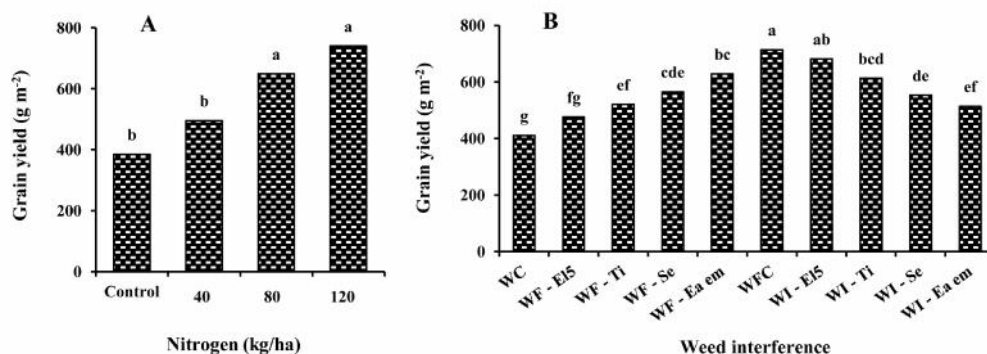 A
Grain yield (g m⁻²)
800
600
400
200
0
b
b
a
a
Control
40
80
120
Nitrogen (kg/ha)
B
Grain yield (g m⁻²)
800
600
400
200
0
g
fg
ef
cde
bc
a
ab
bcd
de
ef
WC
WF - El5
WF - Ti
WF - Se
WF - Ea em
WFC
WI - El5
WI - Ti
WI - Se
WI - Ea em
Weed interference